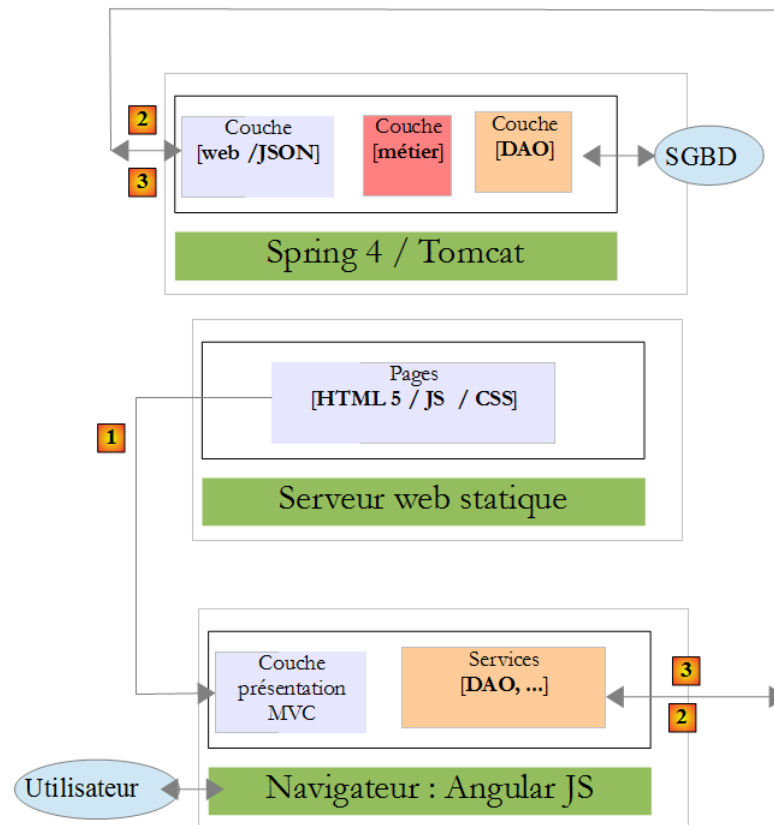 2
3
Couche
[web /JSON]
Couche
[métier]
Couche
[DAO]
SGBD
Spring 4 / Tomcat
Pages
[HTML 5 / JS / CSS]
1
Serveur web statique
Couche
présentation
MVC
Services
[DAO, ...]
3
2
Utilisateur
Navigateur : Angular JS